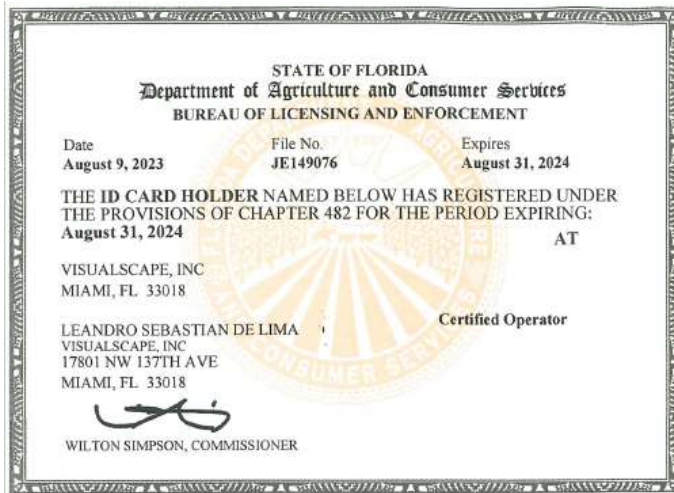 STATE OF FLORIDA
Department of Agriculture and Consumer Services
BUREAU OF LICENSING AND ENFORCEMENT
Date File No. Expires
August 9, 2023 JE149076 August 31, 2024
THE ID CARD HOLDER NAMED BELOW HAS REGISTERED UNDER
THE PROVISIONS OF CHAPTER 482 FOR THE PERIOD EXPIRING:
August 31, 2024
AT
VISUALSCAPE, INC
MIAMI, FL 33018
Certified Operator
LEANDRO SEBASTIAN DE LIMA
VISUALSCAPE, INC
17801 NW 137TH AVE
MIAMI, FL 33018
WILTON SIMPSON, COMMISSIONER